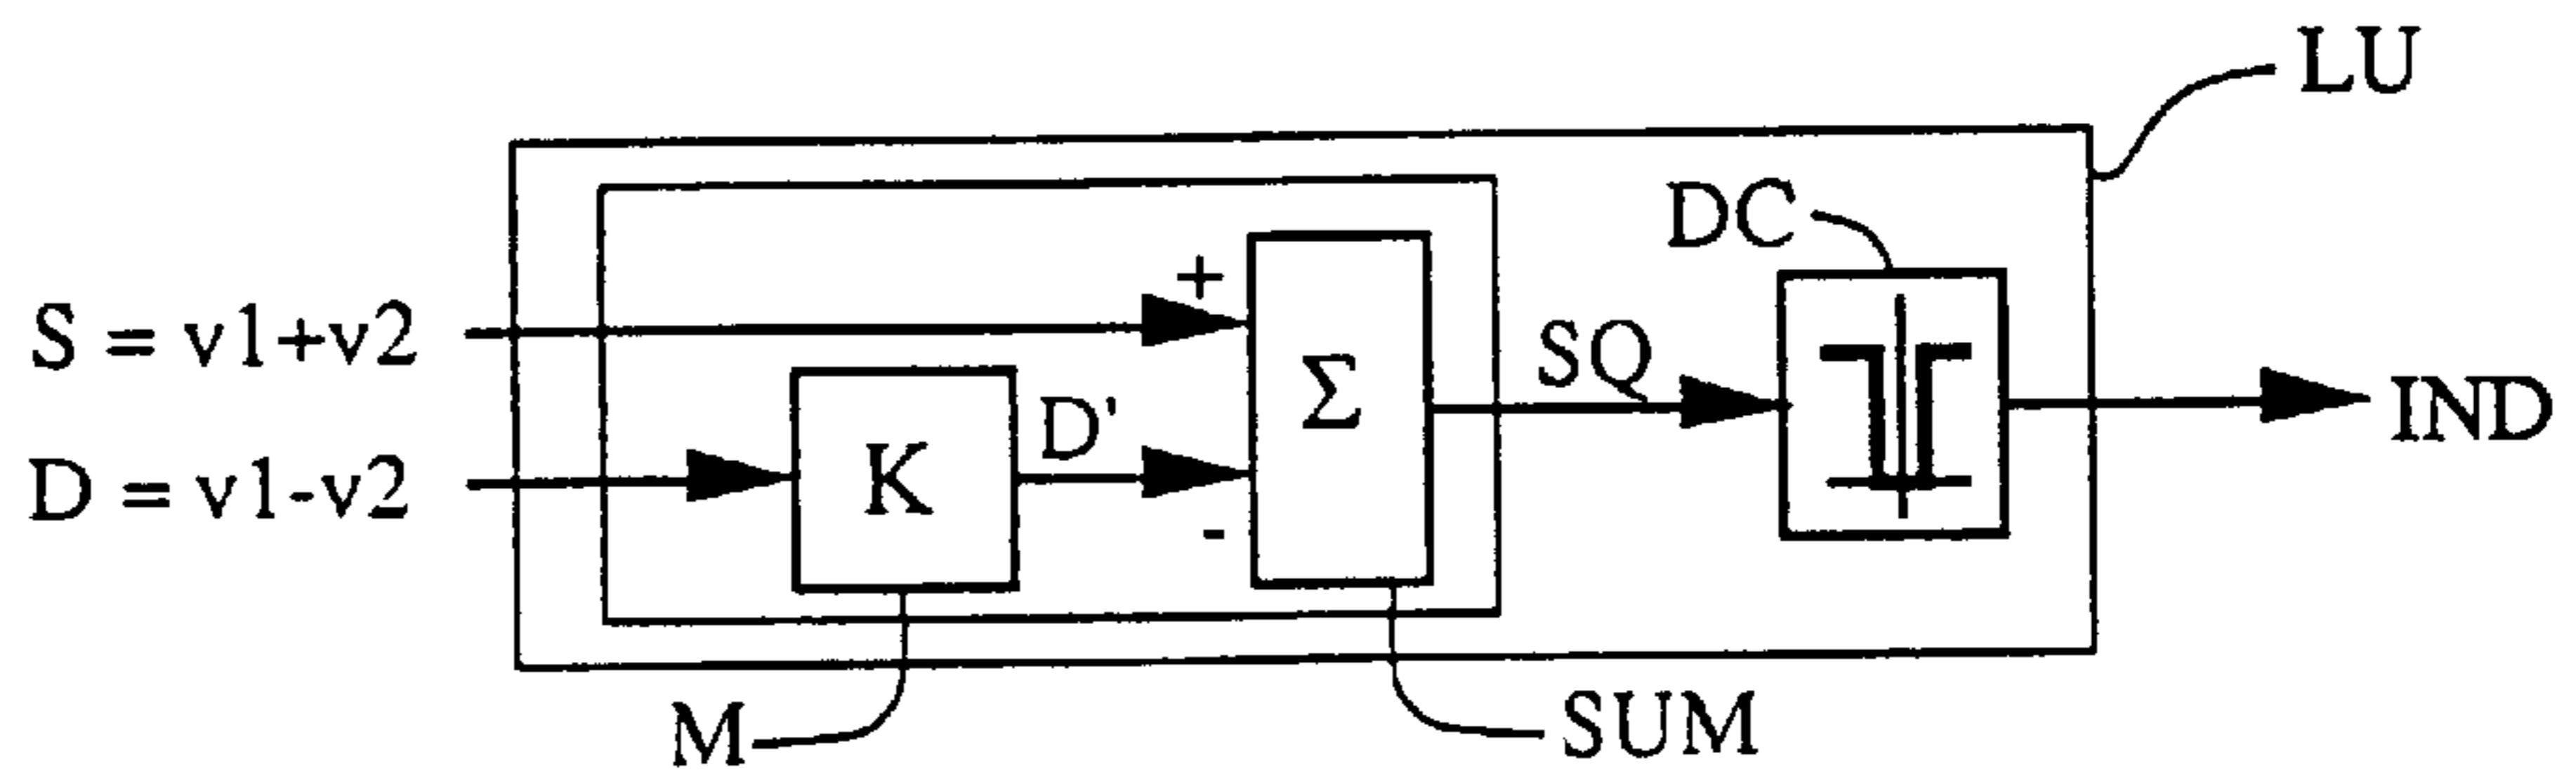 LU
DC
S = v1+v2
+
Σ
SQ
IND
D = v1-v2
K
D'
-
M
SUM